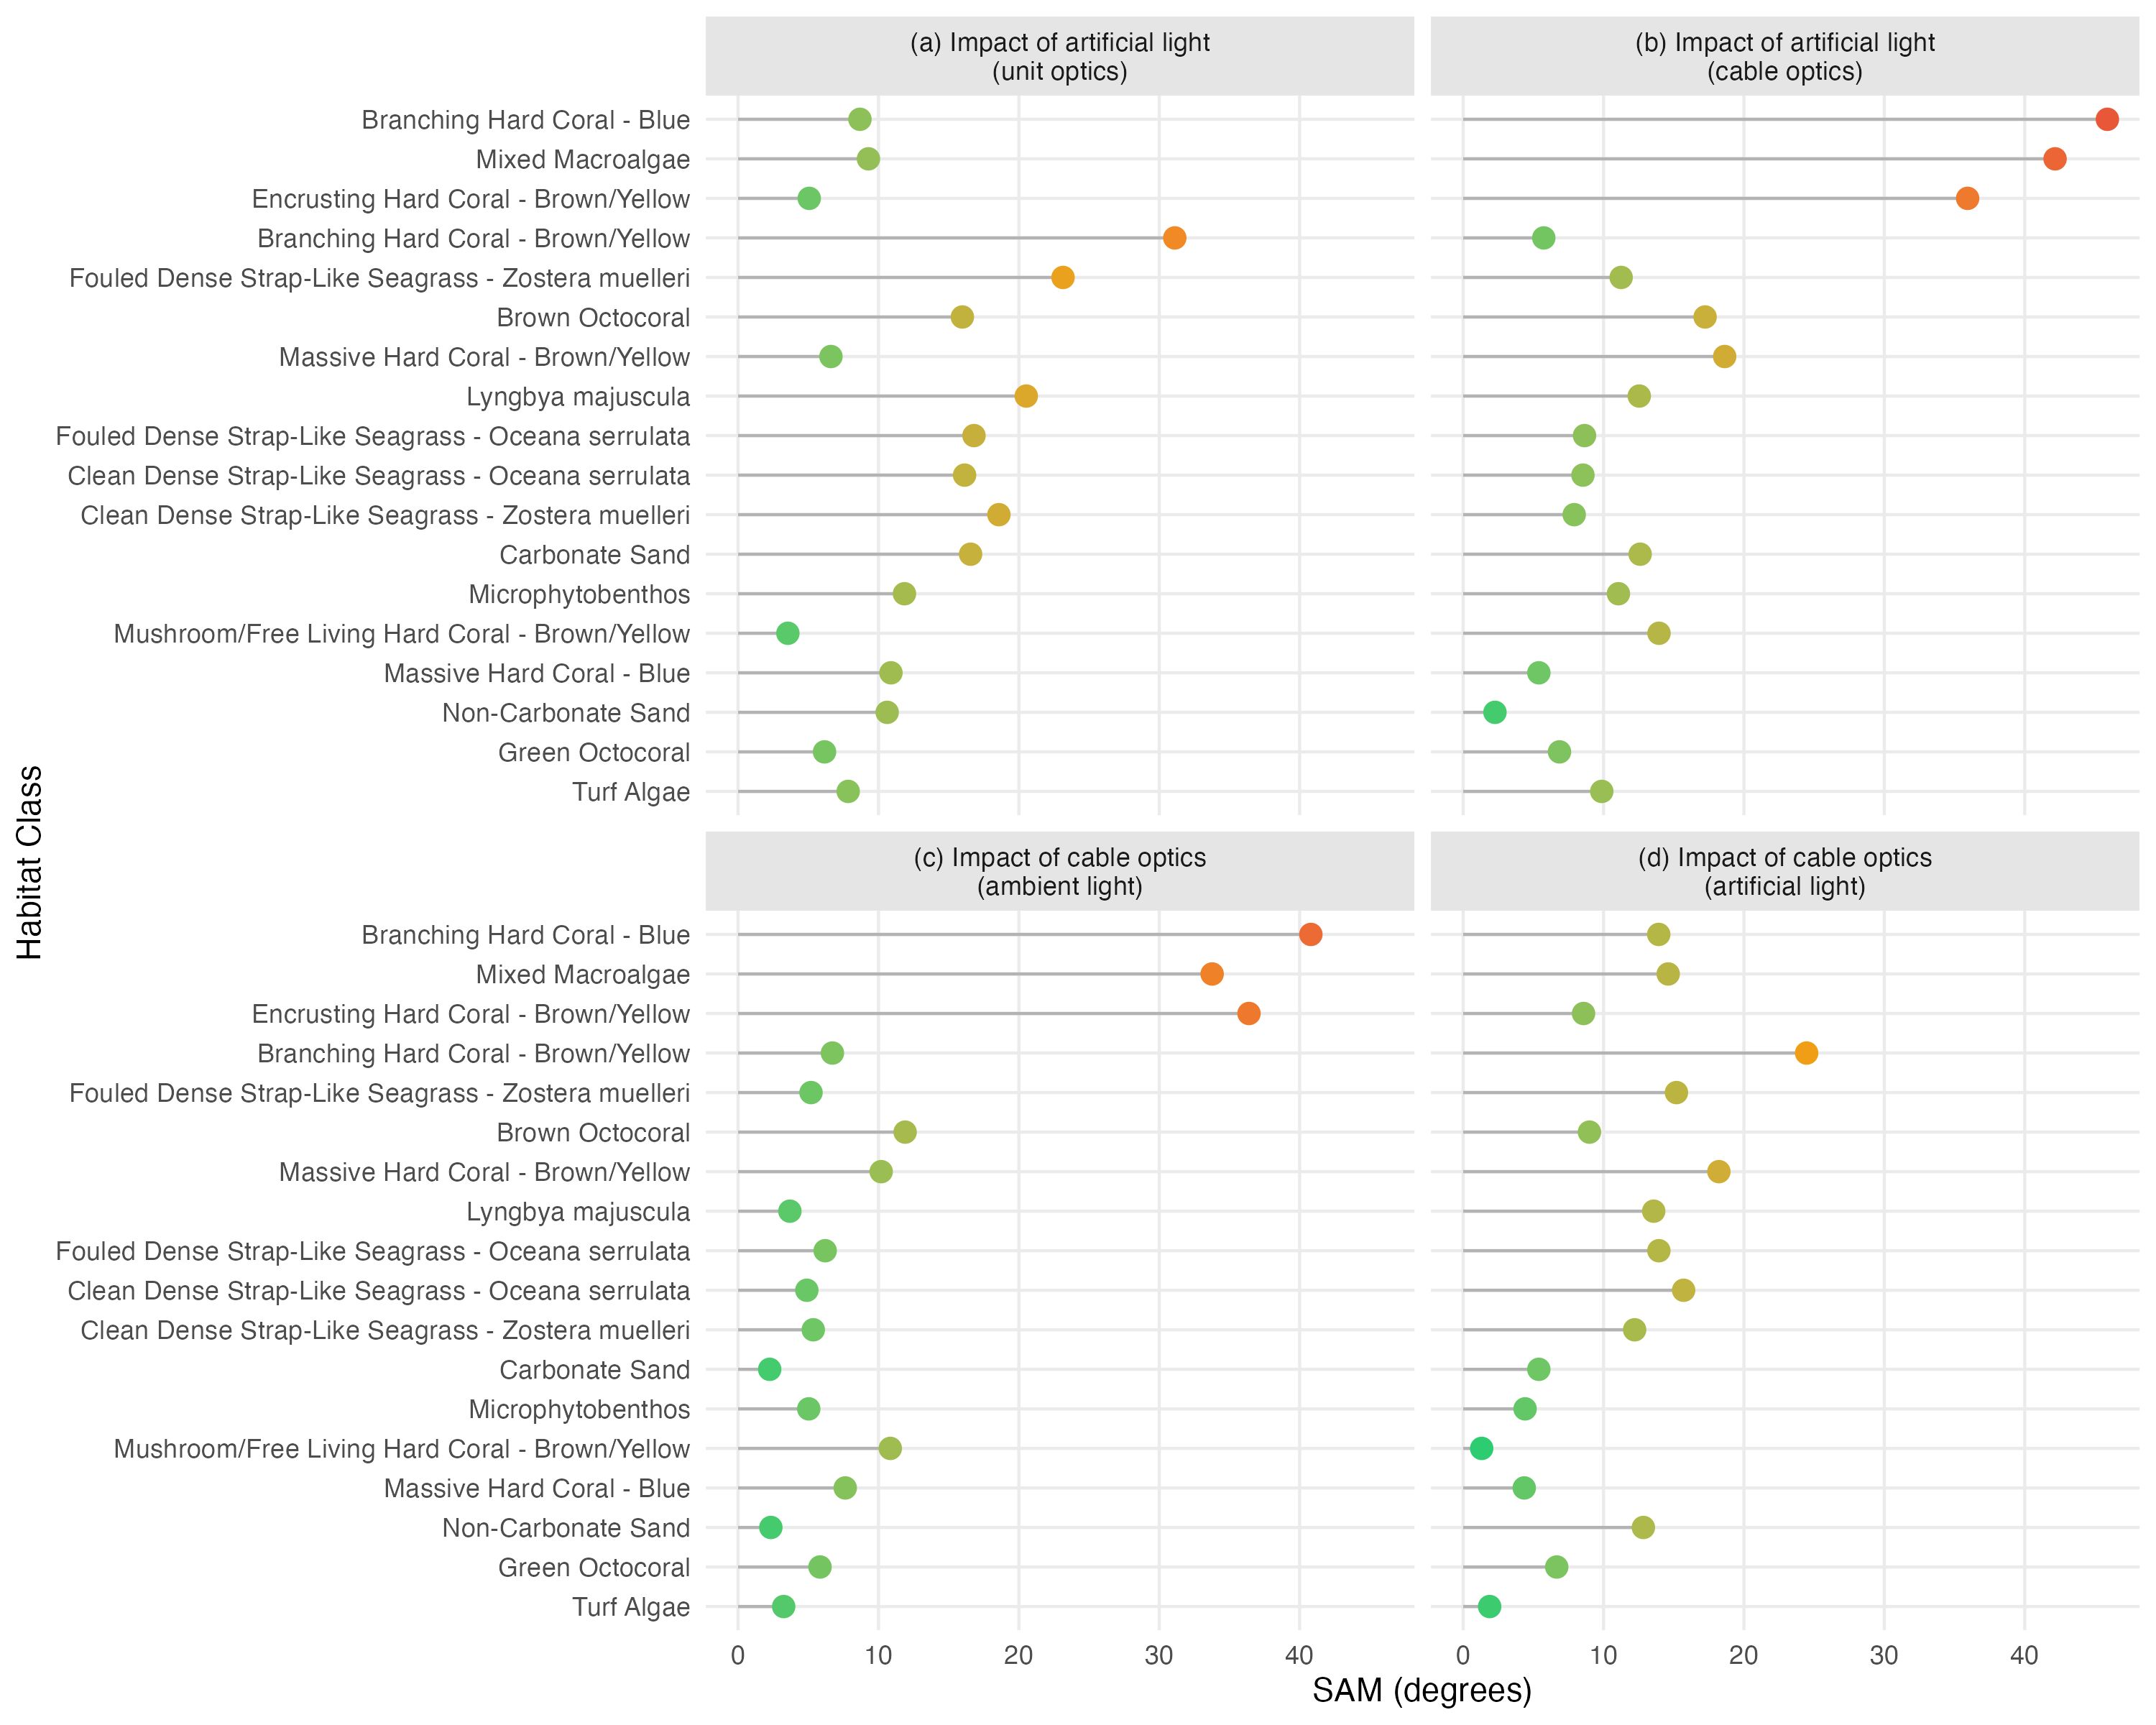 (a) Impact of artificial light
(unit optics)
(b) Impact of artificial light
(cable optics)
Branching Hard Coral - Blue
Mixed Macroalgae
Encrusting Hard Coral - Brown/Yellow
Branching Hard Coral - Brown/Yellow
Fouled Dense Strap-Like Seagrass - Zostera muelleri
Brown Octocoral
Massive Hard Coral - Brown/Yellow
Lyngbya majuscula
Fouled Dense Strap-Like Seagrass - Oceana serrulata
Clean Dense Strap-Like Seagrass - Oceana serrulata
Clean Dense Strap-Like Seagrass - Zostera muelleri
Carbonate Sand
Microphytobenthos
Mushroom/Free Living Hard Coral - Brown/Yellow
Massive Hard Coral - Blue
Non-Carbonate Sand
Green Octocoral
Turf Algae
Habitat Class
(c) Impact of cable optics
(ambient light)
(d) Impact of cable optics
(artificial light)
Branching Hard Coral - Blue
Mixed Macroalgae
Encrusting Hard Coral - Brown/Yellow
Branching Hard Coral - Brown/Yellow
Fouled Dense Strap-Like Seagrass - Zostera muelleri
Brown Octocoral
Massive Hard Coral - Brown/Yellow
Lyngbya majuscula
Fouled Dense Strap-Like Seagrass - Oceana serrulata
Clean Dense Strap-Like Seagrass - Oceana serrulata
Clean Dense Strap-Like Seagrass - Zostera muelleri
Carbonate Sand
Microphytobenthos
Mushroom/Free Living Hard Coral - Brown/Yellow
Massive Hard Coral - Blue
Non-Carbonate Sand
Green Octocoral
Turf Algae
0 10 20 30 40
0 10 20 30 40
SAM (degrees)